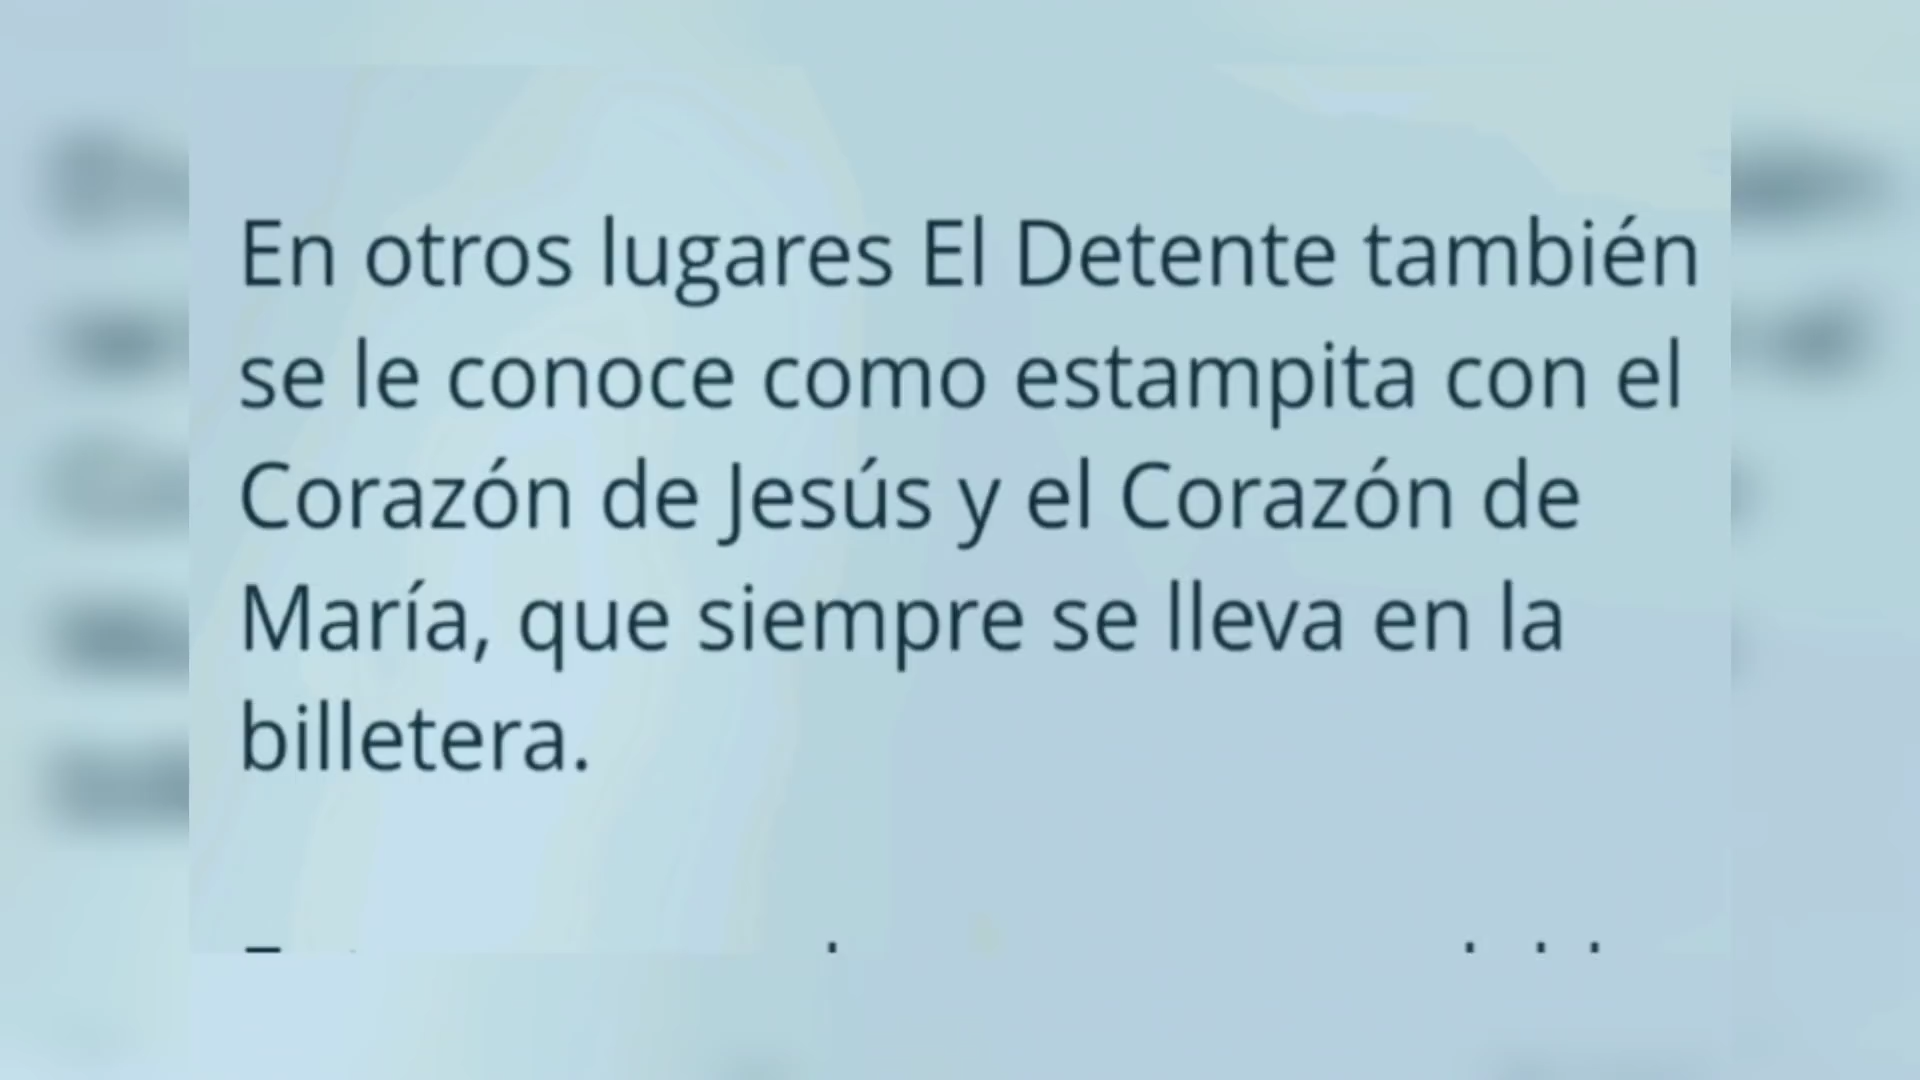 En otros lugares El Detente también
se le conoce como estampita con el
Corazón de Jesús y el Corazón de
María, que siempre se lleva en la
billetera.